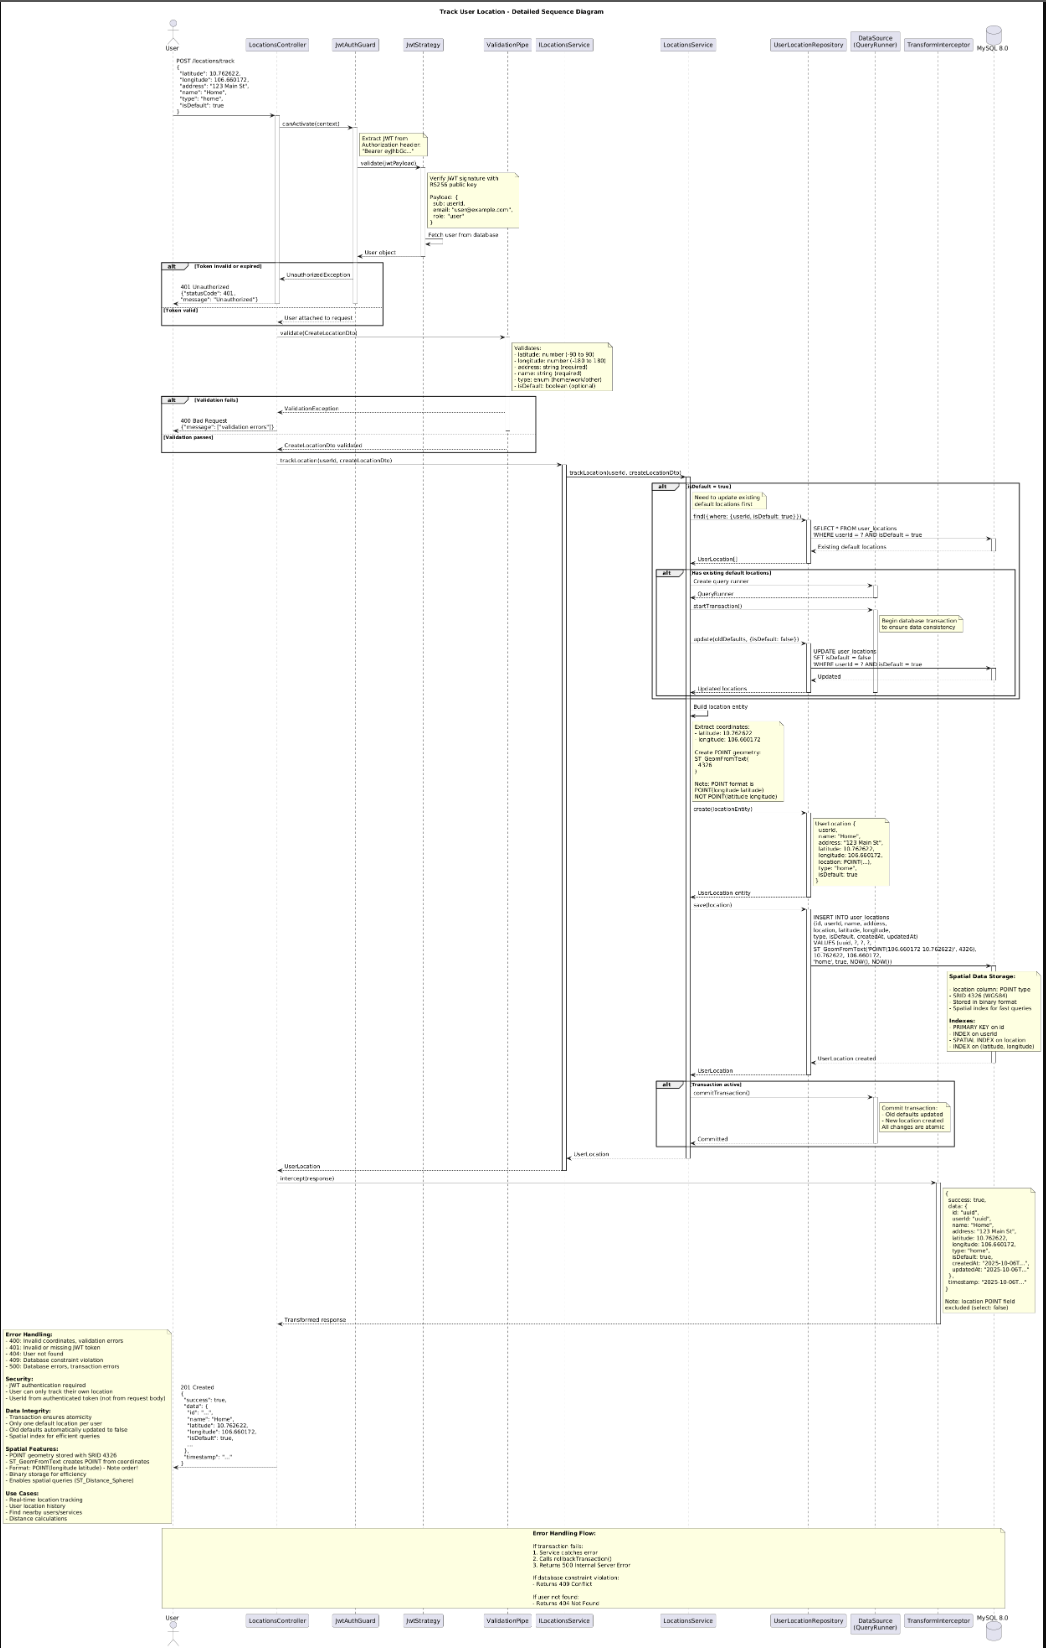 Track User Location - Detailed Sequence Diagram
User
LocationsController
JwtAuthGuard
JwtStrategy
ValidationPipe
ILocationsService
LocationsService
UserLocationRepository
DataSource
(QueryRunner)
TransformInterceptor
MySQL 8.0
POST /locations/track
{
"latitude": 10.762622,
"longitude": 106.660172,
"address": "123 Main St",
"name": "Home",
"type": "home",
"isDefault": true
}
canActivate(context)
Extract JWT from
Authorization header:
"Bearer eyJhbGc..."
validate(jwtPayload)
Verify JWT signature with
RS256 public key
Payload: {
sub: userId,
email: "user@example.com",
role: "user"
}
Fetch user from database
User object
alt
[Token invalid or expired]
UnauthorizedException
401 Unauthorized
{"statusCode": 401,
"message": "Unauthorized"}
[Token valid]
User attached to request
validate(CreateLocationDto)
Validates:
- latitude: number (-90 to 90)
- longitude: number (-180 to 180)
- address: string (required)
- name: string (required)
- type: enum (home/work/other)
- isDefault: boolean (optional)
alt
[Validation fails]
ValidationException
400 Bad Request
{"message": ["validation errors"]}
[Validation passes]
CreateLocationDto validated
trackLocation(userId, createLocationDto)
trackLocation(userId, createLocationDto)
alt
[isDefault = true]
Need to update existing
default locations first
find({where: {userId, isDefault: true}})
SELECT * FROM user_locations
WHERE userId = ? AND isDefault = true
Existing default locations
UserLocation[]
alt
[Has existing default locations]
Create query runner
QueryRunner
startTransaction()
Begin database transaction
to ensure data consistency
update(oldDefaults, {isDefault: false})
UPDATE user_locations
SET isDefault = false
WHERE userId = ? AND isDefault = true
Updated
Updated locations
Build location entity
Extract coordinates:
- latitude: 10.762622
- longitude: 106.660172
Create POINT geometry:
ST_GeomFromText(
4326
)
Note: POINT format is
POINT(longitude latitude)
NOT POINT(latitude longitude)
create(locationEntity)
UserLocation {
userId,
name: "Home",
address: "123 Main St",
latitude: 10.762622,
longitude: 106.660172,
location: POINT(...),
type: "home",
isDefault: true
}
UserLocation entity
save(location)
INSERT INTO user_locations
(id, userId, name, address,
location, latitude, longitude,
type, isDefault, createdAt, updatedAt)
VALUES (uuid, ?, ?, ?,
ST_GeomFromText('POINT(106.660172 10.762622)', 4326),
10.762622, 106.660172,
'home', true, NOW(), NOW())
Spatial Data Storage:
- location column: POINT type
- SRID 4326 (WGS84)
- Stored in binary format
- Spatial index for fast queries
Indexes:
- PRIMARY KEY on id
- INDEX on userId
- SPATIAL INDEX on location
- INDEX on (latitude, longitude)
UserLocation created
UserLocation
alt
[Transaction active]
commitTransaction()
Commit transaction:
- Old defaults updated
- New location created
All changes are atomic
Committed
UserLocation
UserLocation
intercept(response)
{
success: true,
data: {
id: "uuid",
userId: "uuid",
name: "Home",
address: "123 Main St",
latitude: 10.762622,
longitude: 106.660172,
type: "home",
isDefault: true,
createdAt: "2025-10-06T...",
updatedAt: "2025-10-06T..."
},
timestamp: "2025-10-06T..."
}
Note: location POINT field
excluded (select: false)
Transformed response
Error Handling:
- 400: Invalid coordinates, validation errors
- 401: Invalid or missing JWT token
- 404: User not found
- 409: Database constraint violation
- 500: Database errors, transaction errors
Security:
- JWT authentication required
- User can only track their own location
- UserId from authenticated token (not from request body)
Data Integrity:
- Transaction ensures atomicity
- Only one default location per user
- Old defaults automatically updated to false
- Spatial index for efficient queries
Spatial Features:
- POINT geometry stored with SRID 4326
- ST_GeomFromText creates POINT from coordinates
- Format: POINT(longitude latitude) - Note order!
- Binary storage for efficiency
- Enables spatial queries (ST_Distance_Sphere)
Use Cases:
- Real-time location tracking
- User location history
- Find nearby users/services
- Distance calculations
201 Created
{
"success": true,
"data": {
"id": "...",
"name": "Home",
"latitude": 10.762622,
"longitude": 106.660172,
"isDefault": true,
...
},
"timestamp": "..."
}
Error Handling Flow:
If transaction fails:
1. Service catches error
2. Calls rollbackTransaction()
3. Returns 500 Internal Server Error
If database constraint violation:
- Returns 409 Conflict
If user not found:
- Returns 404 Not Found
User
LocationsController
JwtAuthGuard
JwtStrategy
ValidationPipe
ILocationsService
LocationsService
UserLocationRepository
DataSource
(QueryRunner)
TransformInterceptor
MySQL 8.0